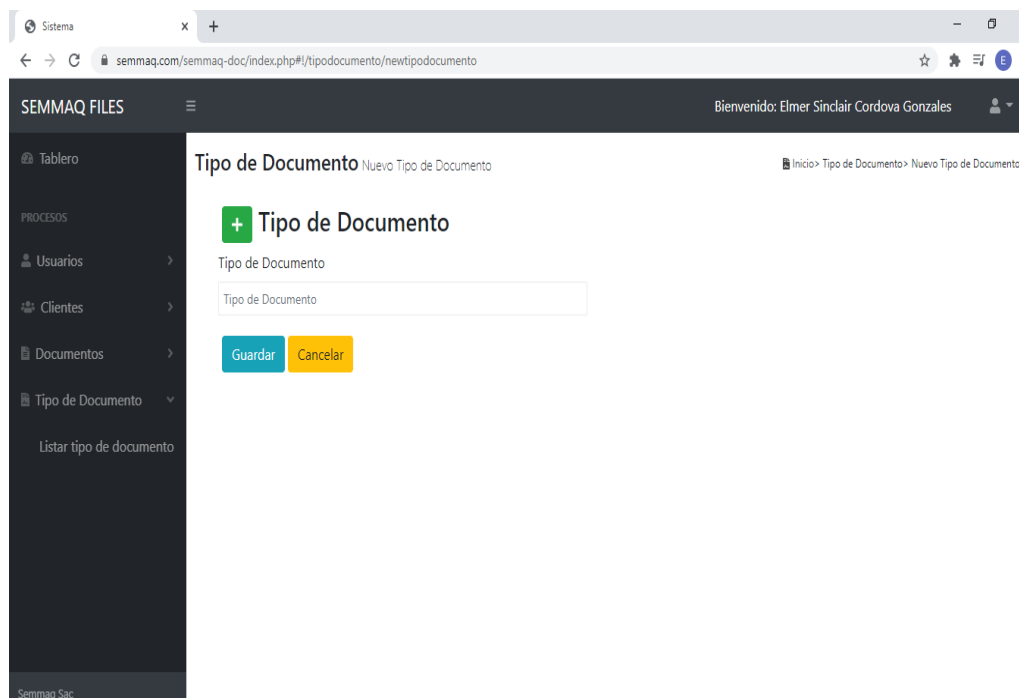 Sistema
semmaq.com/semmaq-doc/index.php#!/tipodocumento/newtipodocumento
E
SEMMAQ FILES
Bienvenido: Elmer Sinclair Cordova Gonzales
Tablero
Tipo de Documento Nuevo Tipo de Documento
Inicio> Tipo de Documento> Nuevo Tipo de Documento
PROCESOS
+ Tipo de Documento
Usuarios
Tipo de Documento
Clientes
Tipo de Documento
Documentos
Guardar Cancelar
Tipo de Documento
Listar tipo de documento
Semmaq Sac